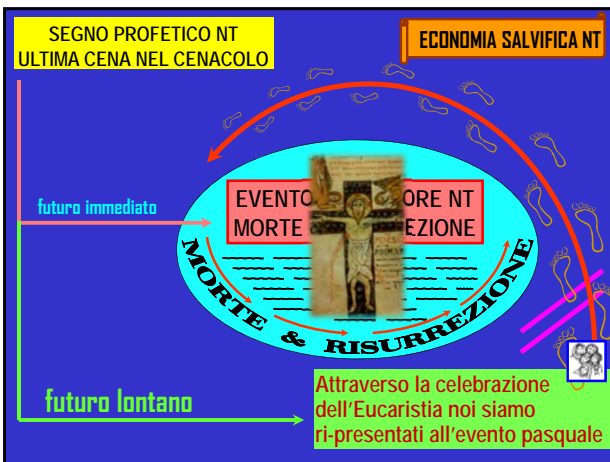 SEGNO PROFETICO NT
ULTIMA CENA NEL CENACOLO
ECONOMIA SALVIFICA NT
futuro immediato
EVENTO ORE NT
MORTE EZIONE
MORTE & RISURREZIONE
futuro lontano
Attraverso la celebrazione
dell'Eucaristia noi siamo
ri-presentati all'evento pasquale